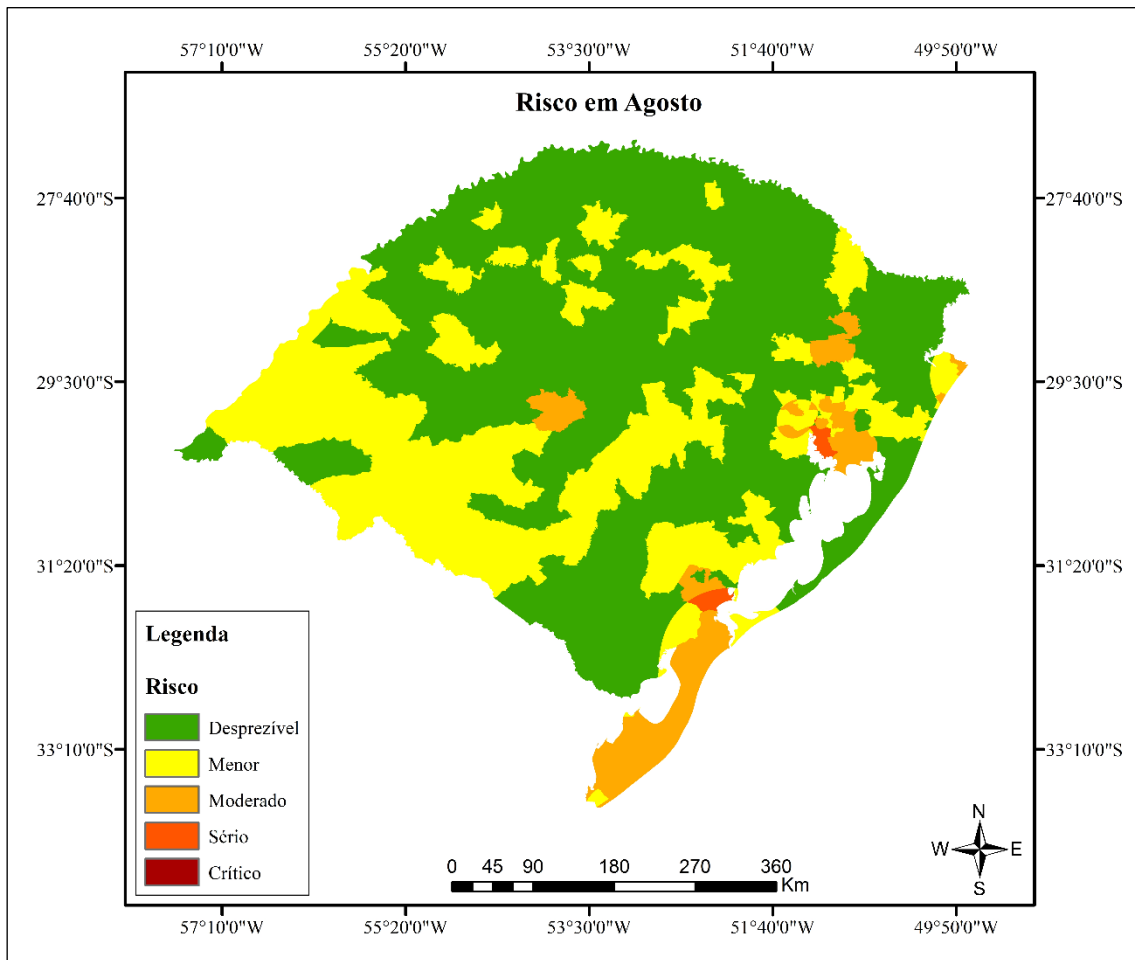 57°10'0"W 55°20'0"W 53°30'0"W 51°40'0"W 49°50'0"W
Risco em Agosto
27°40'0"S 27°40'0"S
29°30'0"S 29°30'0"S
31°20'0"S 31°20'0"S
33°10'0"S 33°10'0"S
Legenda
Risco
Desprezível
Menor
Moderado
Sério
Crítico
N
W E
S
0 45 90 180 270 360
Km
57°10'0"W 55°20'0"W 53°30'0"W 51°40'0"W 49°50'0"W